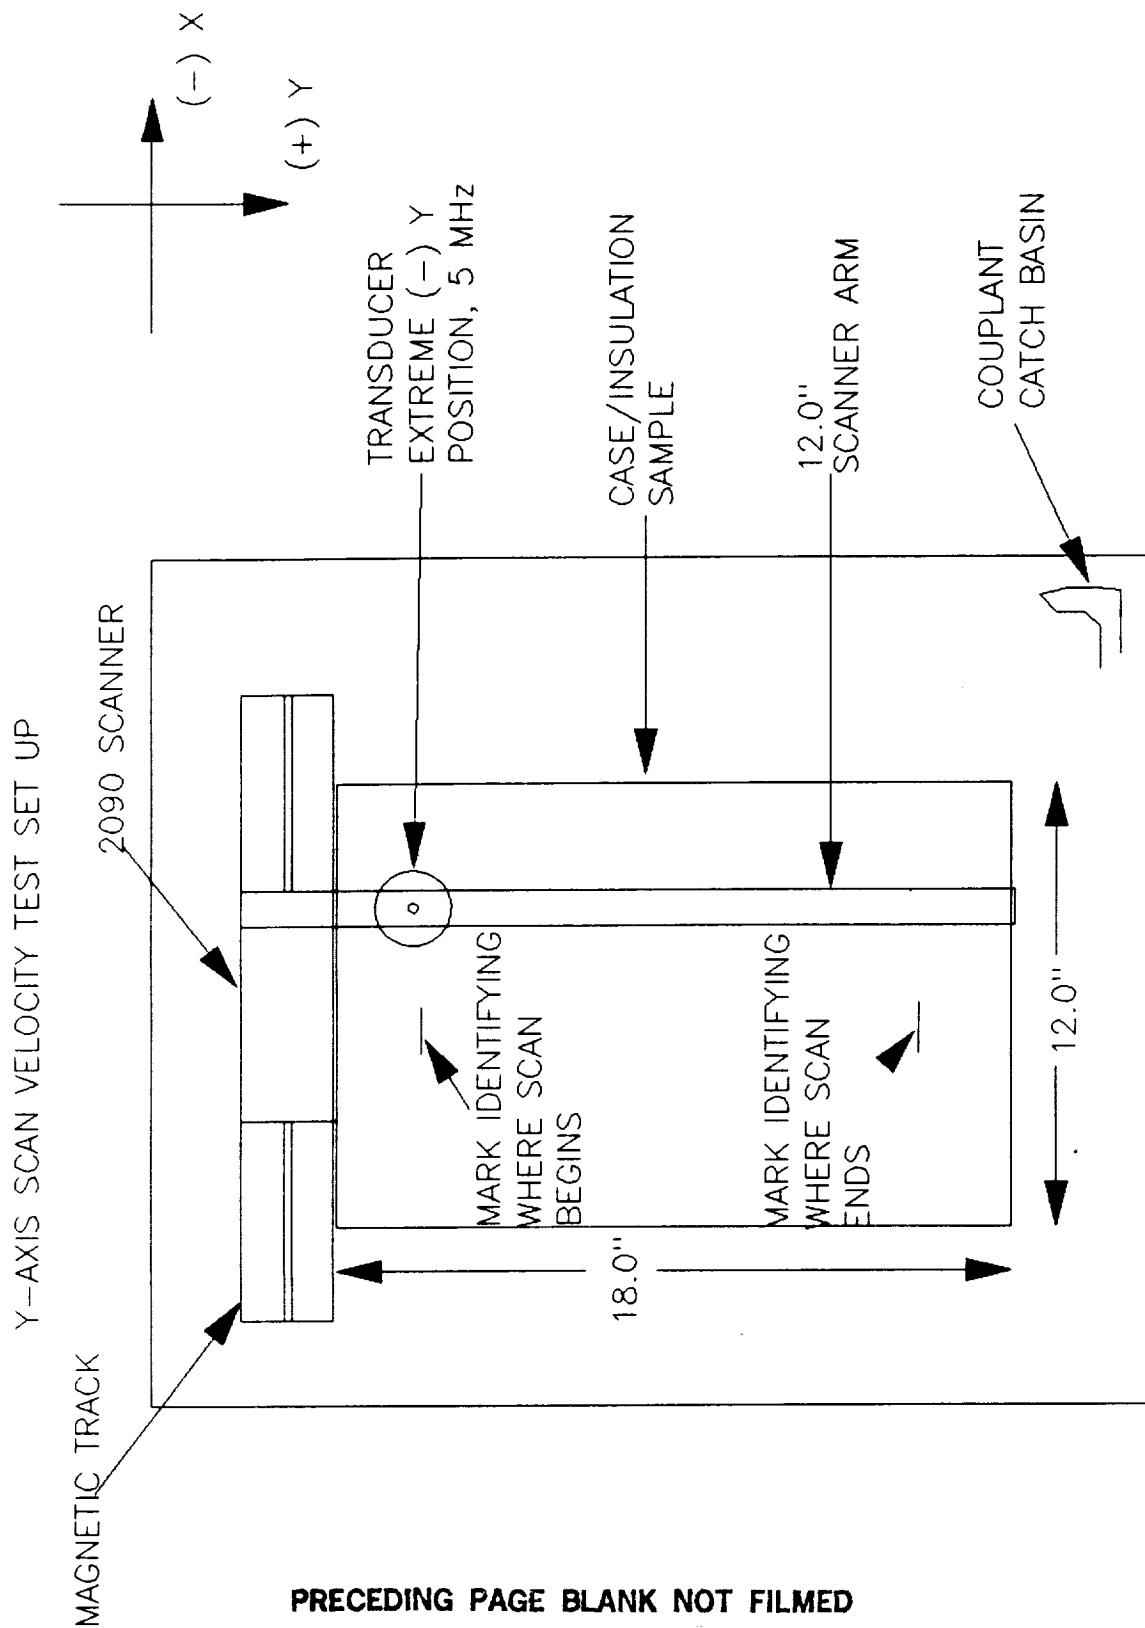 Y-AXIS SCAN VELOCITY TEST SET UP
MAGNETIC TRACK
2090 SCANNER
(-) X
(+) Y
TRANSDUCER
EXTREME (-) Y
POSITION, 5 MHz
MARK IDENTIFYING
WHERE SCAN
BEGINS
CASE/INSULATION
SAMPLE
18.0"
MARK IDENTIFYING
WHERE SCAN
ENDS
12.0"
SCANNER ARM
COUPLANT
CATCH BASIN
12.0"
PRECEDING PAGE BLANK NOT FILMED